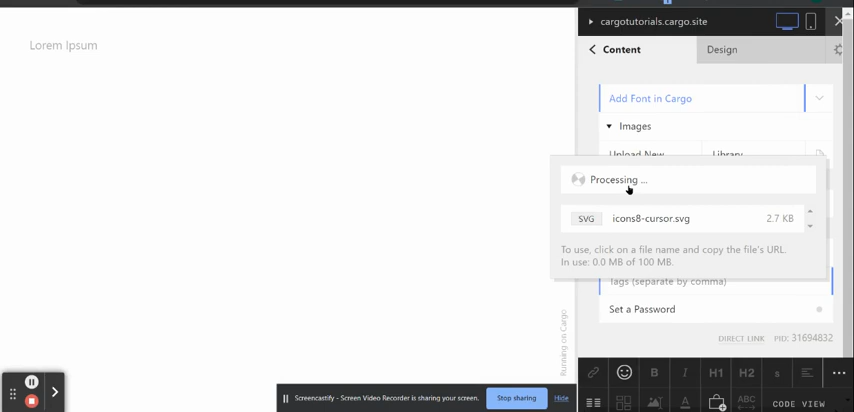 cargotutorials.cargo.site
Lorem Ipsum
Content
Design
Add Font in Cargo
Images
Upload New
Library
Processing ...
SVG icons8-cursor.svg 2.7 KB
To use, click on a file name and copy the file's URL.
In use: 0.0 MB of 100 MB.
Tags (separate by comma)
Set a Password
Running on Cargo
DIRECT LINK PID: 31694832
B I H1 H2 s
Screencastify - Screen Video Recorder is sharing your screen.
Stop sharing
Hide
A
ABC
CODE VIEW